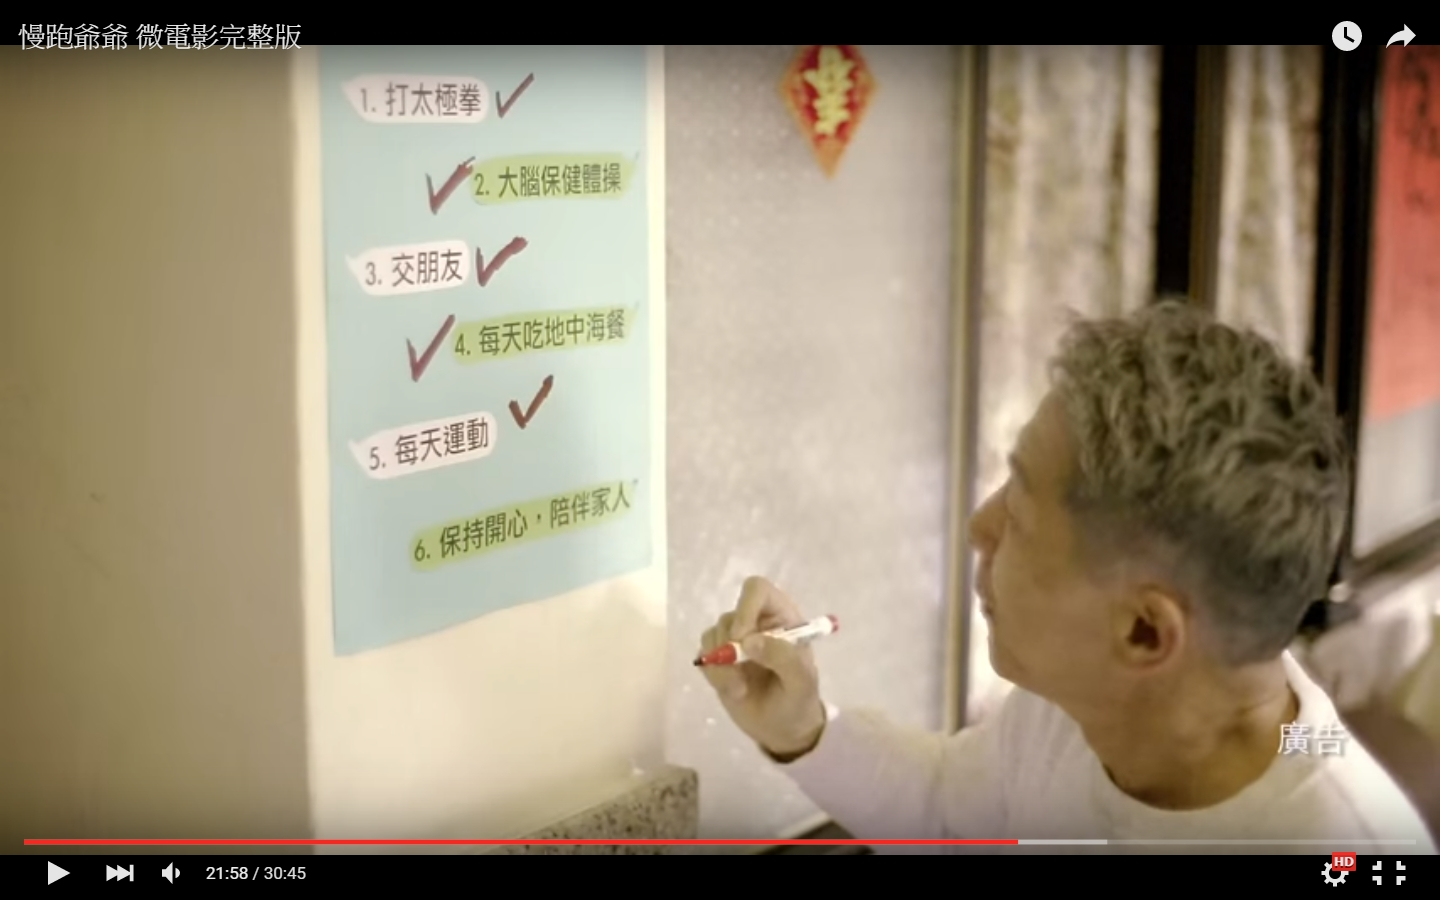 慢跑爺爺 微電影完整版
1. 打太極拳
2. 大腦保健體操
3. 交朋友
4. 每天吃地中海餐
5. 每天運動
6. 保持開心，陪伴家人
廣告
21:58 / 30:45
HD